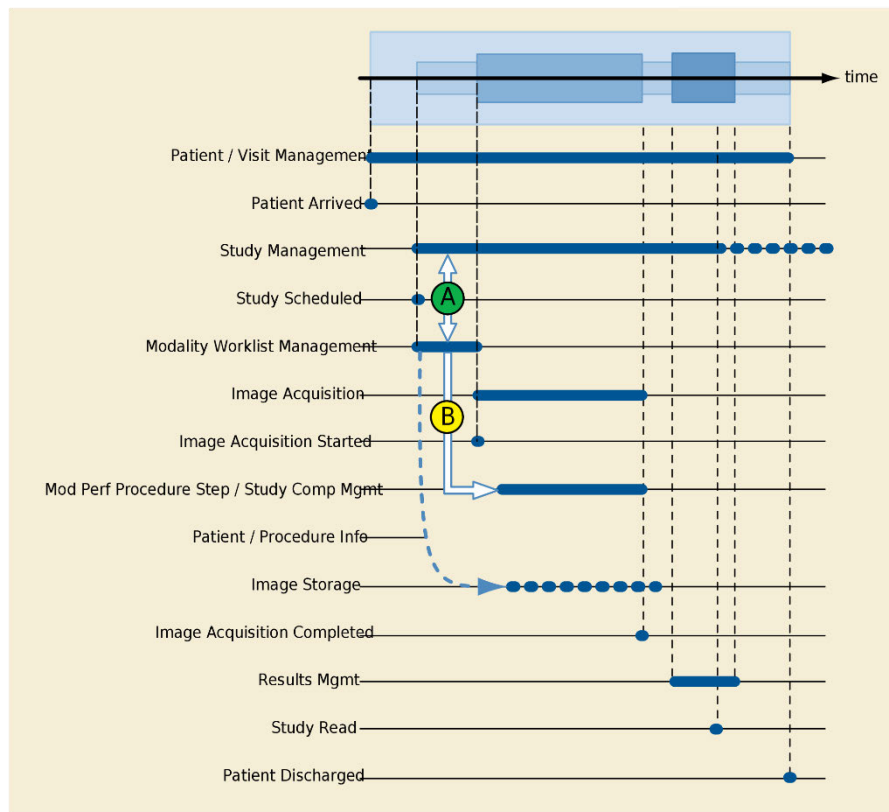 time
Patient / Visit Management
Patient Arrived
Study Management
Study Scheduled
A
Modality Worklist Management
Image Acquisition
B
Image Acquisition Started
Mod Perf Procedure Step / Study Comp Mgmt
Patient / Procedure Info
Image Storage
Image Acquisition Completed
Results Mgmt
Study Read
Patient Discharged